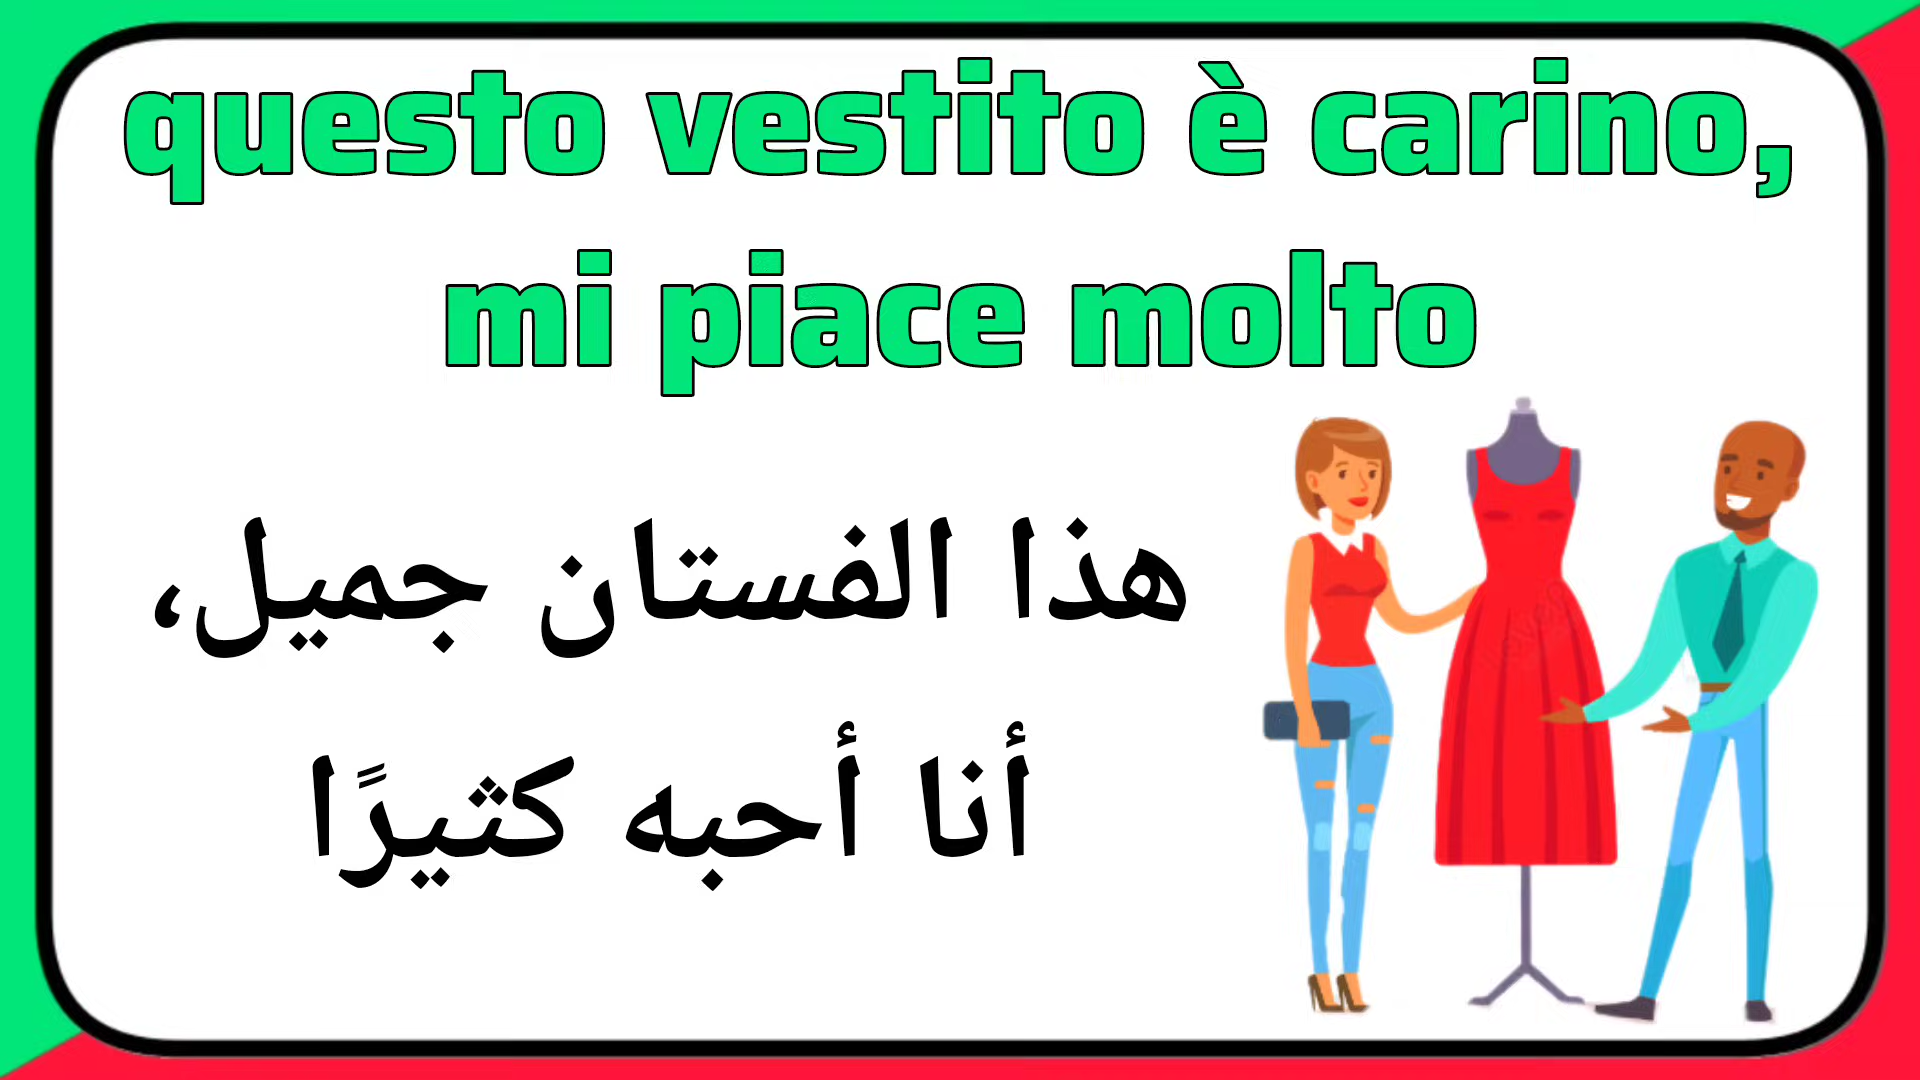 questo vestito è carino,
mi piace molto
هذا الفستان جميل،
أنا أحبه كثيرًا